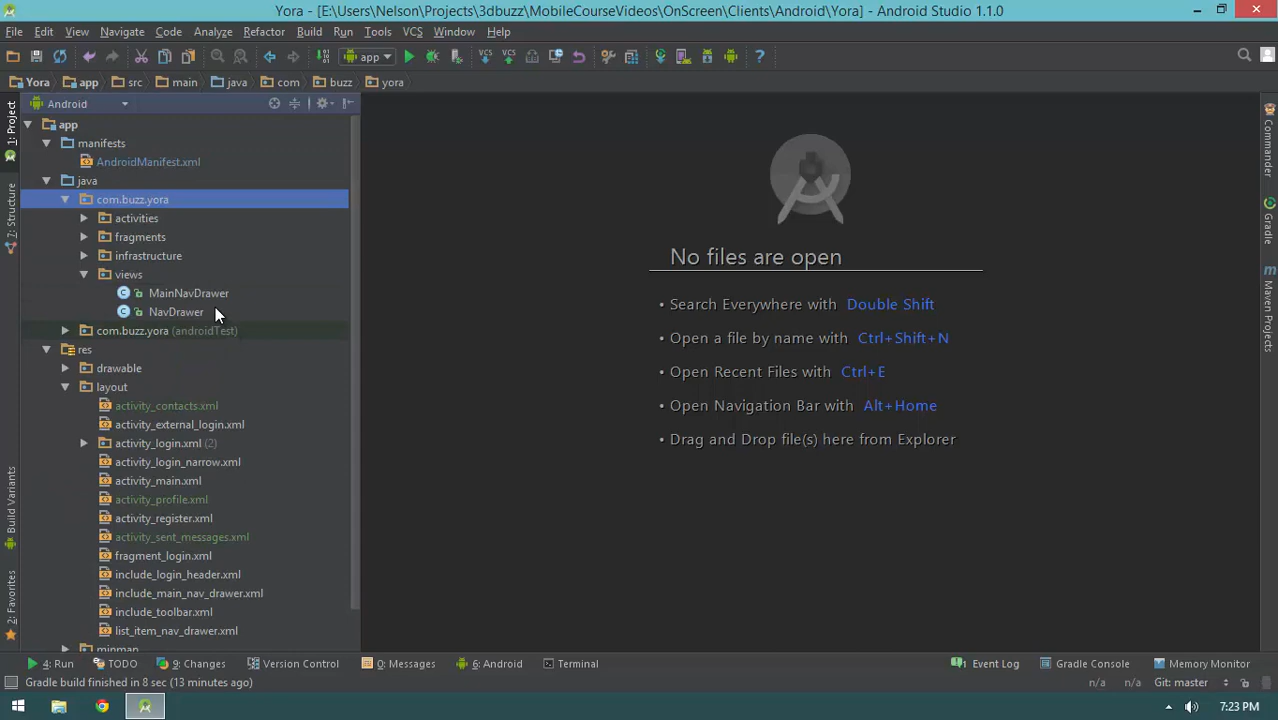 Yora - [E:\Users\Nelson\Projects\3dbuzz\MobileCourseVideos\OnScreen\Clients\Android\Yora] - Android Studio 1.1.0
File Edit View Navigate Code Analyze Refactor Build Run Tools VCS Window Help
app
Yora app src main java com buzz yora
Android
1: Project
7: Structure
Build Variants
2: Favorites
app
manifests
AndroidManifest.xml
java
com.buzz.yora
activities
fragments
infrastructure
views
MainNavDrawer
NavDrawer
com.buzz.yora (androidTest)
res
drawable
layout
activity_contacts.xml
activity_external_login.xml
activity_login.xml (2)
activity_login_narrow.xml
activity_main.xml
activity_profile.xml
activity_register.xml
activity_sent_messages.xml
fragment_login.xml
include_login_header.xml
include_main_nav_drawer.xml
include_toolbar.xml
list_item_nav_drawer.xml
No files are open
• Search Everywhere with Double Shift
• Open a file by name with Ctrl+Shift+N
• Open Recent Files with Ctrl+E
• Open Navigation Bar with Alt+Home
• Drag and Drop file(s) here from Explorer
Commander
Gradle
Maven Projects
4: Run TODO 9: Changes Version Control 0: Messages 6: Android Terminal 1 Event Log Gradle Console Memory Monitor
Gradle build finished in 8 sec (13 minutes ago) n/a n/a Git: master
7:23 PM